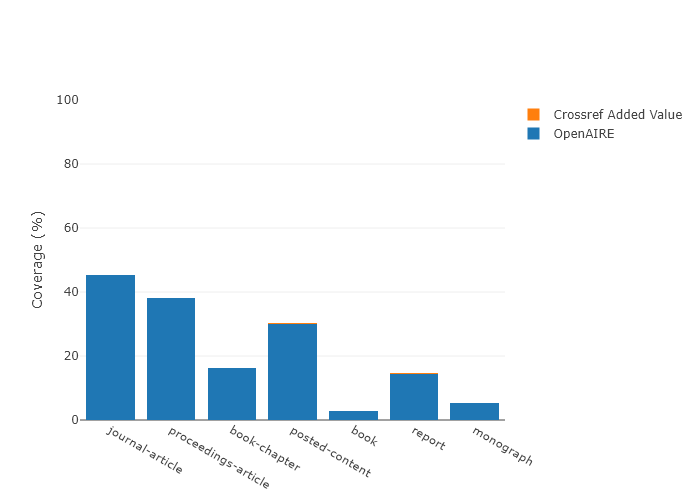 100
80
60
40
20
0
Coverage (%)
journal-article
proceedings-article
book-chapter
posted-content
book
report
monograph
Crossref Added Value
OpenAIRE